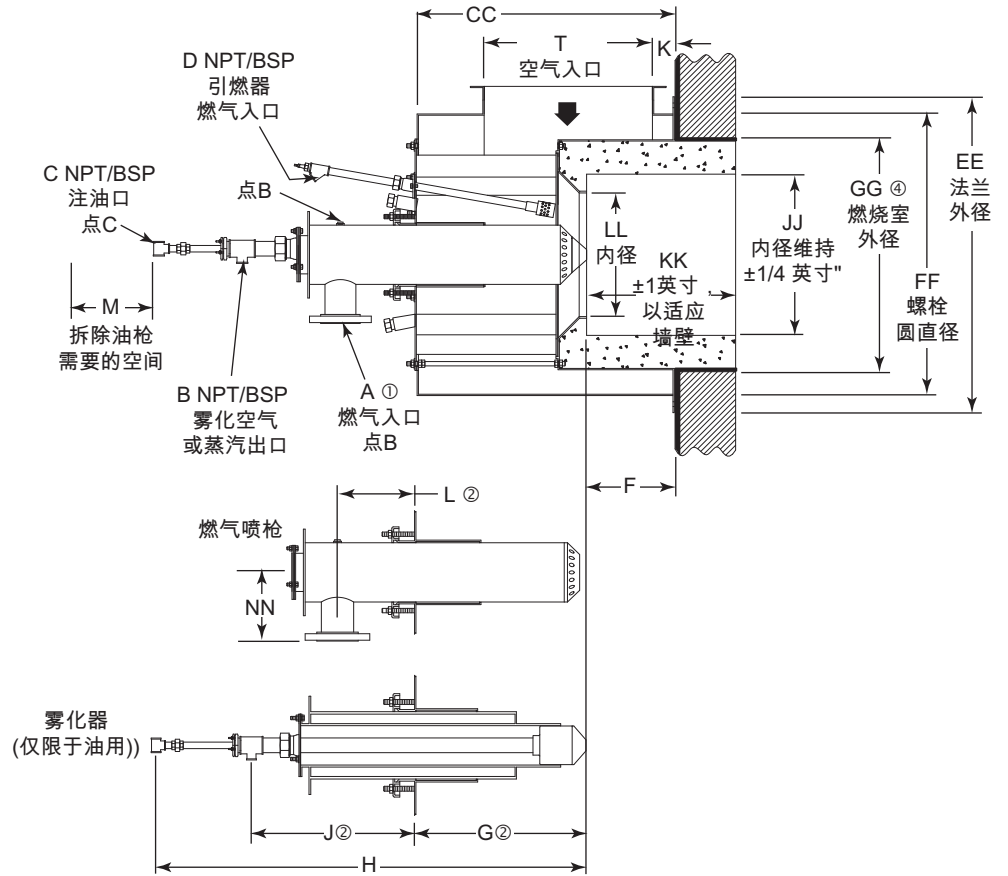 CC
T
空气入口
K
D NPT/BSP
引燃器
燃气入口
C NPT/BSP
注油口
点C
点B
LL
内径
KK
±1英寸,
以适应
墙壁
JJ
内径维持
±1/4 英寸"
GG ④
燃烧室
外径
EE
法兰
外径
FF
螺栓
圆直径
M
拆除油枪
需要的空间
B NPT/BSP
雾化空气
或蒸汽出口
A ①
燃气入口
点B
F
L ②
燃气喷枪
NN
雾化器
(仅限于油用))
J②
G②
H